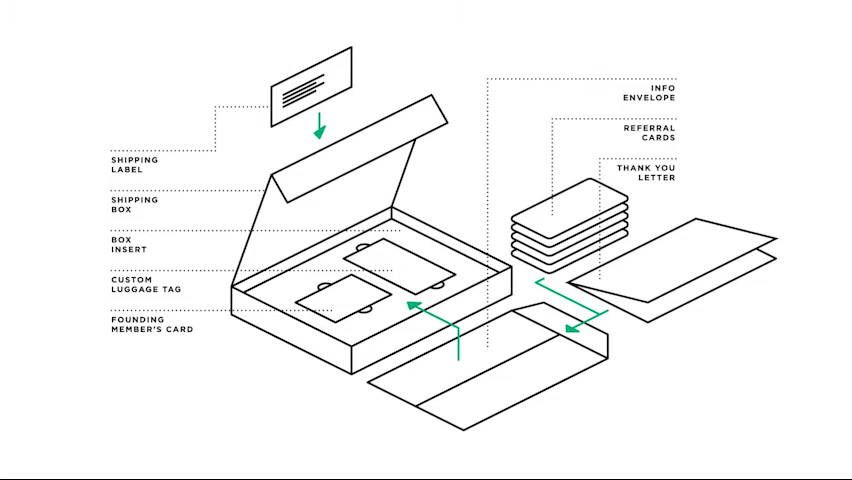 SHIPPING
LABEL
SHIPPING
BOX
BOX
INSERT
CUSTOM
LUGGAGE TAG
FOUNDING
MEMBER'S CARD
INFO
ENVELOPE
REFERRAL
CARDS
THANK YOU
LETTER